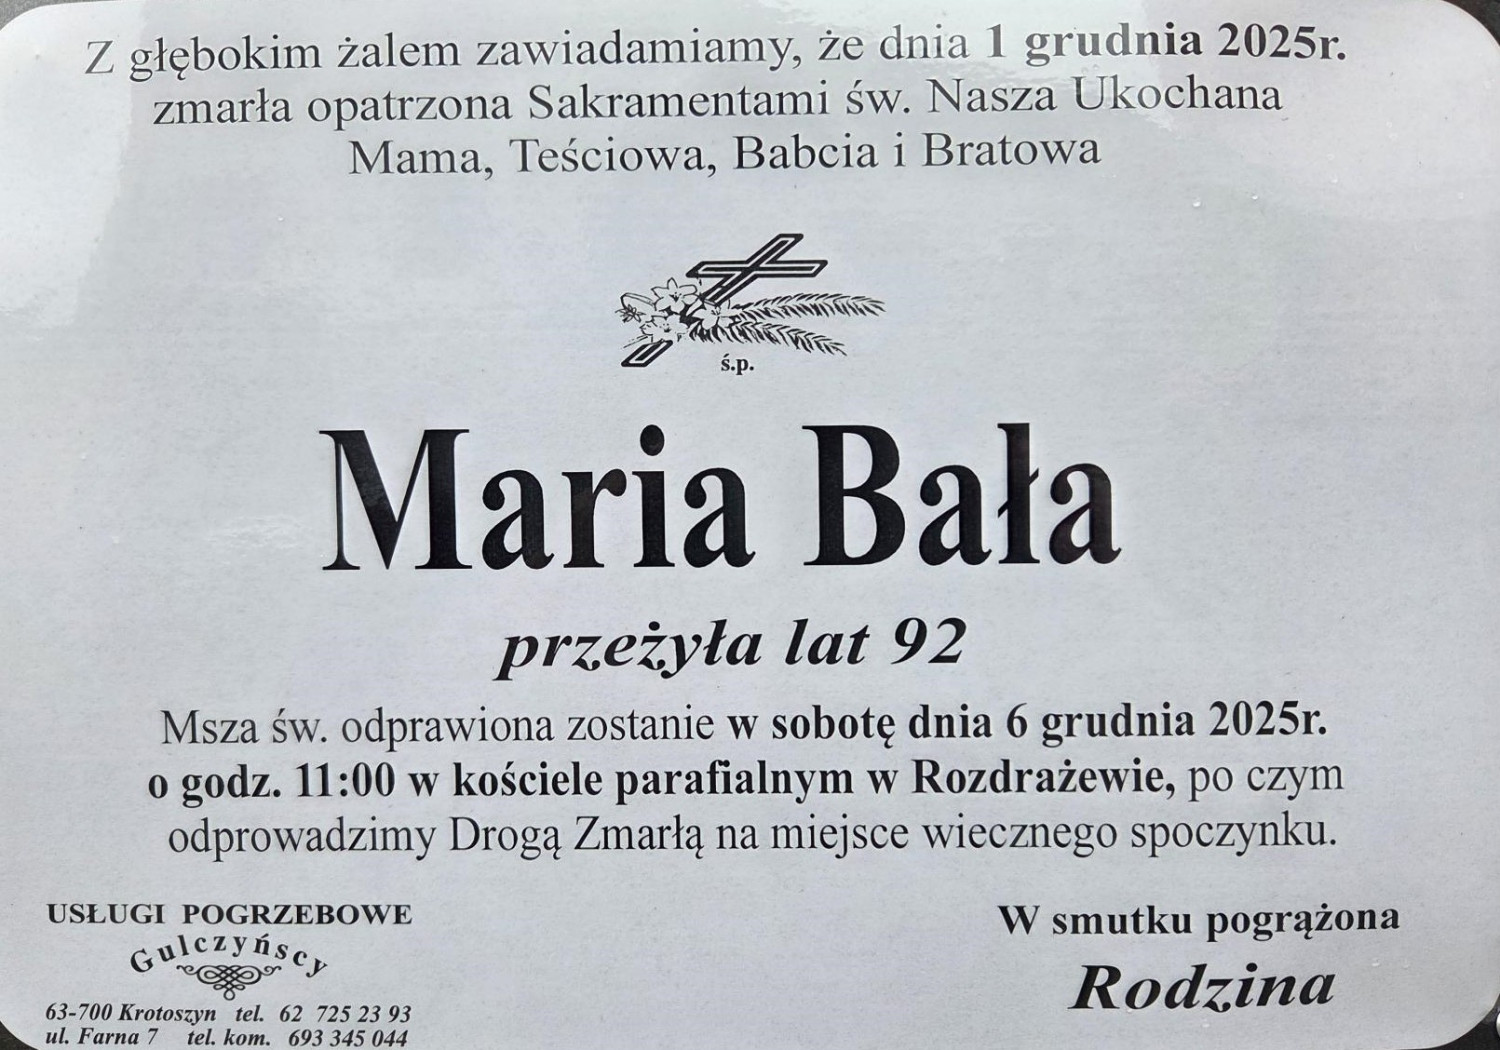 Z głębokim żalem zawiadamiamy, że dnia 1 grudnia 2025r.
zmarła opatrzona Sakramentami św. Nasza Ukochana
Mama, Teściowa, Babcia i Bratowa
ś.p.
Maria Bała
przeżyła lat 92
Msza św. odprawiona zostanie w sobotę dnia 6 grudnia 2025r.
o godz. 11:00 w kościele parafialnym w Rozdrażewie, po czym
odprowadzimy Drogą Zmarłą na miejsce wiecznego spoczynku.
USŁUGI POGRZEBOWE
Gulczyńscy
63-700 Krotoszyn tel. 62 725 23 93
ul. Farna 7 tel. kom. 693 345 044
W smutku pogrążona
Rodzina